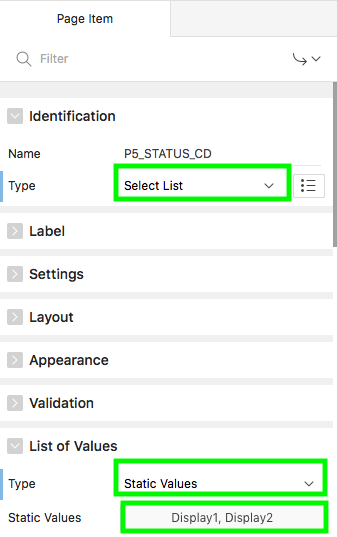 Page Item
Filter
Identification
Name P5_STATUS_CD
Type Select List
Label
Settings
Layout
Appearance
Validation
List of Values
Type Static Values
Static Values Display1, Display2